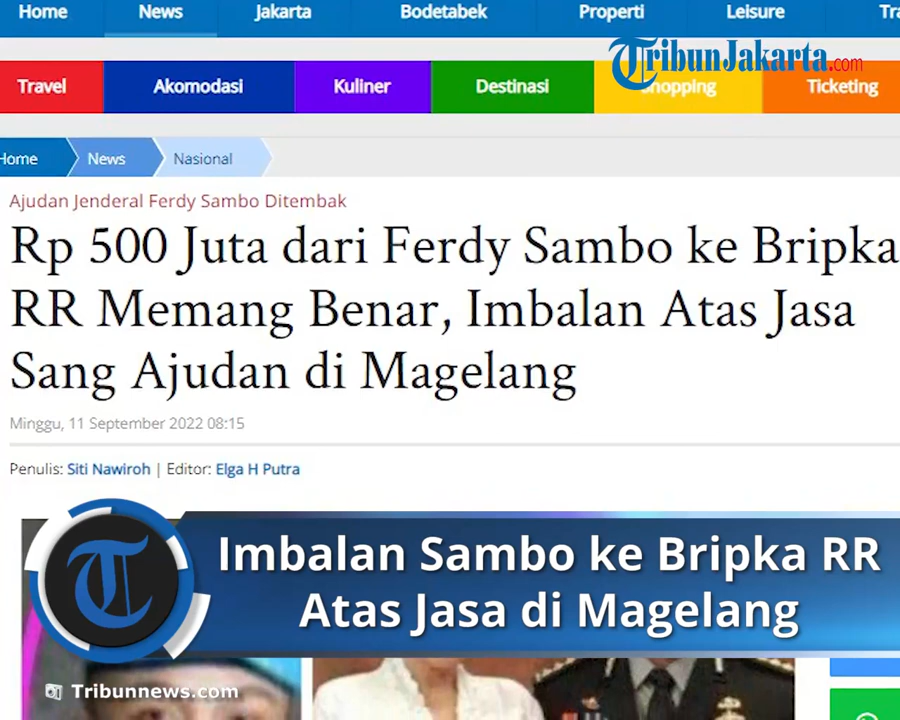 Home News Jakarta Bodetabek Properti Leisure
TribunJakarta.com
Travel Akomodasi Kuliner Destinasi Shopping Ticketing
Home News Nasional
Ajudan Jenderal Ferdy Sambo Ditembak
Rp 500 Juta dari Ferdy Sambo ke Bripka
RR Memang Benar, Imbalan Atas Jasa
Sang Ajudan di Magelang
Minggu, 11 September 2022 08:15
Penulis: Siti Nawiroh | Editor: Elga H Putra
Imbalan Sambo ke Bripka RR
Atas Jasa di Magelang
Tribunnews.com